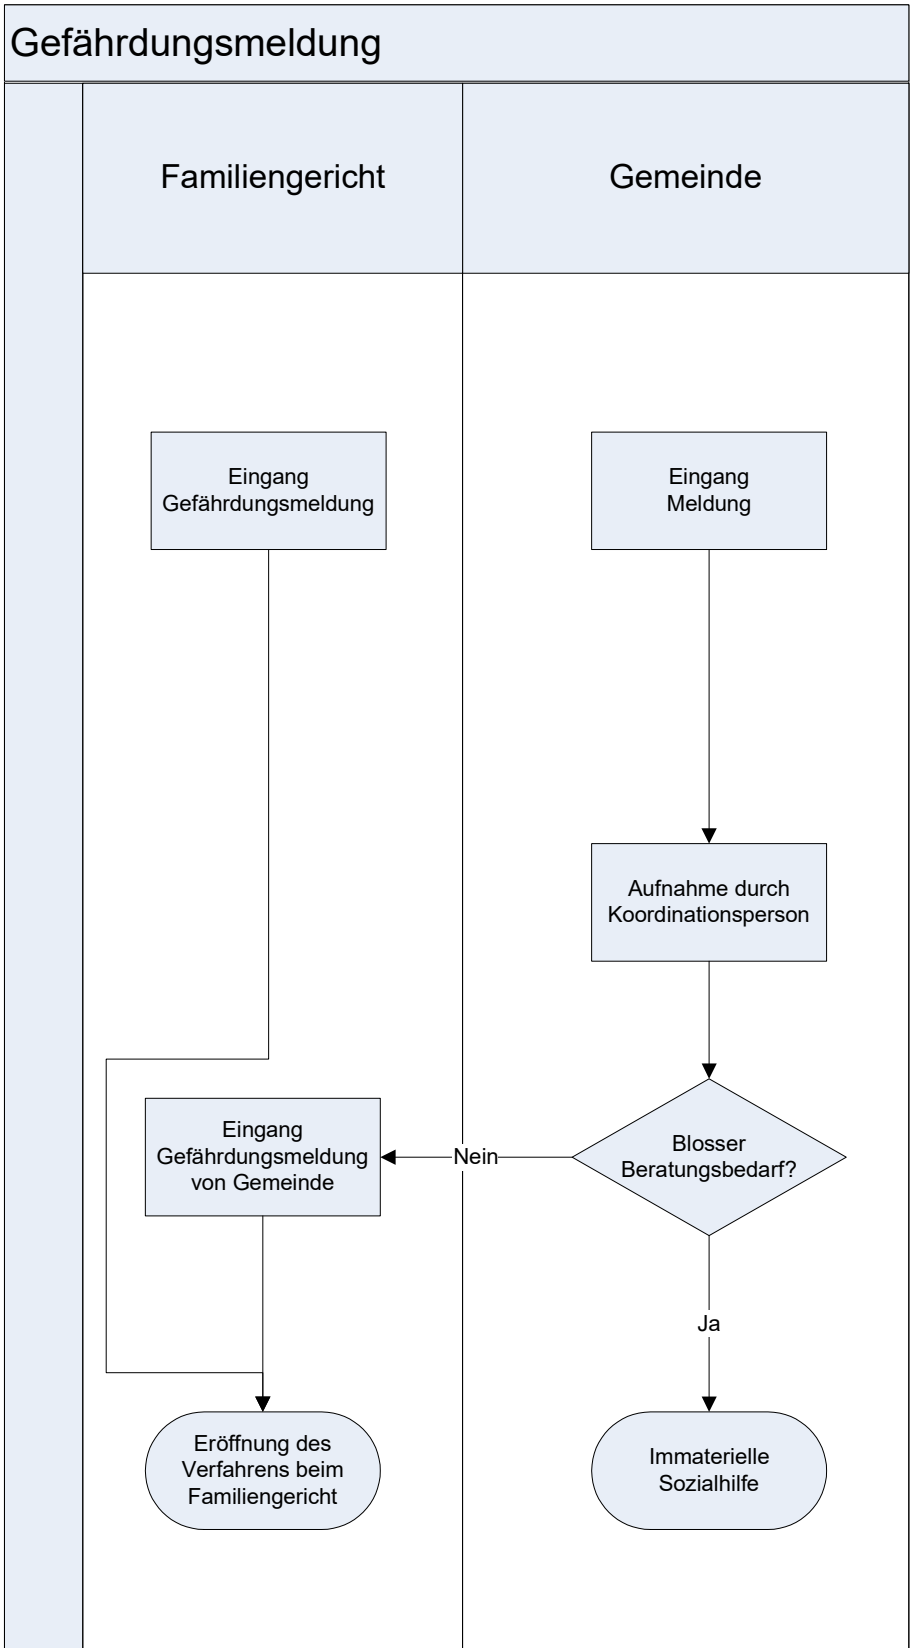 Gefährdungsmeldung
Familiengericht
Gemeinde
Eingang
Gefährdungsmeldung
Eingang
Meldung
Aufnahme durch
Koordinationsperson
Eingang
Gefährdungsmeldung
von Gemeinde
Nein
Blosser
Beratungsbedarf?
Ja
Eröffnung des
Verfahrens beim
Familiengericht
Immaterielle
Sozialhilfe